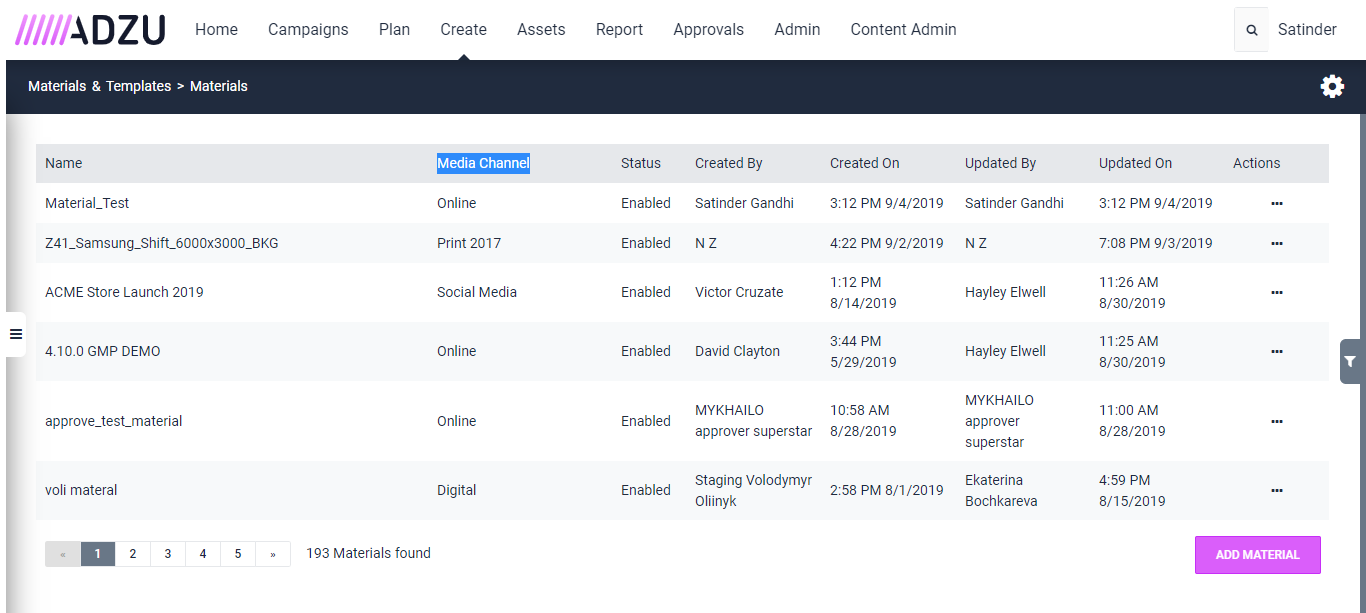 ADZU Home Campaigns Plan Create Assets Report Approvals Admin Content Admin Satinder
Materials & Templates > Materials
Name Media Channel Status Created By Created On Updated By Updated On Actions
Material_Test Online Enabled Satinder Gandhi 3:12 PM 9/4/2019 Satinder Gandhi 3:12 PM 9/4/2019 ...
Z41_Samsung_Shift_6000x3000_BKG Print 2017 Enabled N Z 4:22 PM 9/2/2019 N Z 7:08 PM 9/3/2019 ...
ACME Store Launch 2019 Social Media Enabled Victor Cruzate 1:12 PM 8/14/2019 Hayley Elwell 11:26 AM 8/30/2019 ...
4.10.0 GMP DEMO Online Enabled David Clayton 3:44 PM 5/29/2019 Hayley Elwell 11:25 AM 8/30/2019 ...
approve_test_material Online Enabled MYKHAILO approver superstar 10:58 AM 8/28/2019 MYKHAILO approver superstar 11:00 AM 8/28/2019 ...
voli materal Digital Enabled Staging Volodymyr Oliinyk 2:58 PM 8/1/2019 Ekaterina Bochkareva 4:59 PM 8/15/2019 ...
« 1 2 3 4 5 » 193 Materials found ADD MATERIAL